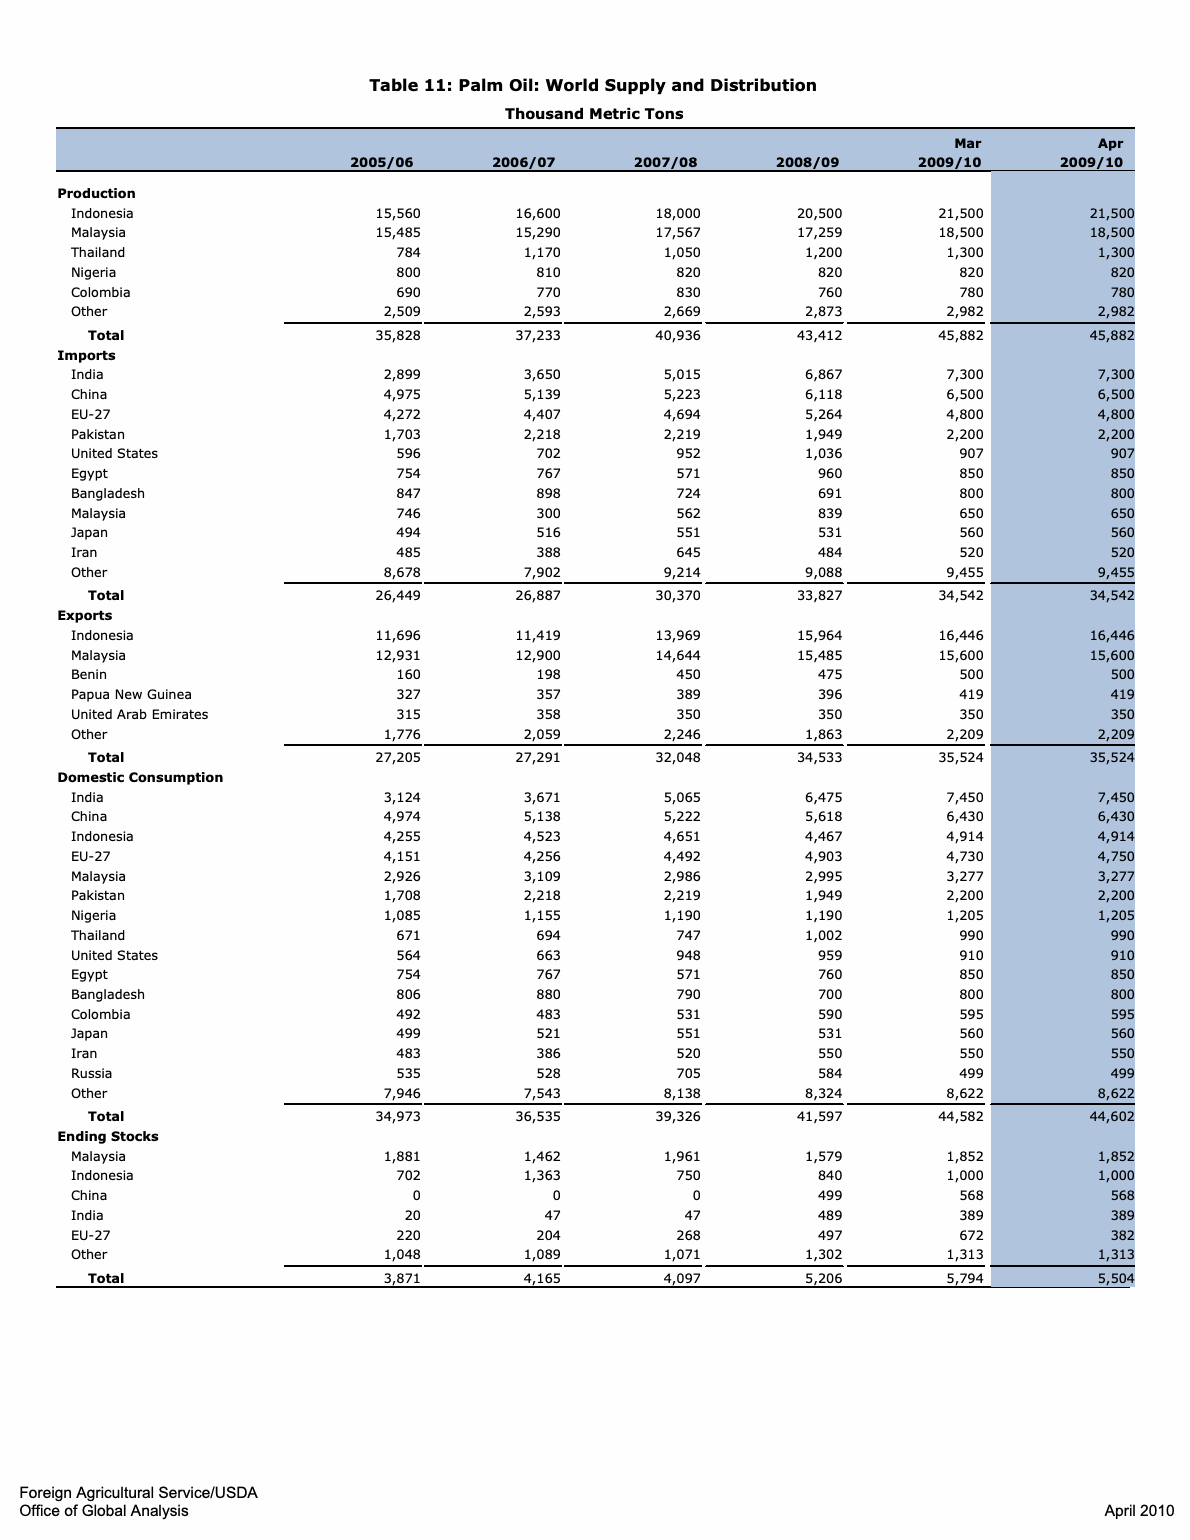 Table 11: Palm Oil: World Supply and Distribution
Thousand Metric Tons
Mar Apr
2005/06 2006/07 2007/08 2008/09 2009/10 2009/10
Production
Indonesia 15,560 16,600 18,000 20,500 21,500 21,500
Malaysia 15,485 15,290 17,567 17,259 18,500 18,500
Thailand 784 1,170 1,050 1,200 1,300 1,300
Nigeria 800 810 820 820 820 820
Colombia 690 770 830 760 780 780
Other 2,509 2,593 2,669 2,873 2,982 2,982
Total 35,828 37,233 40,936 43,412 45,882 45,882
Imports
India 2,899 3,650 5,015 6,867 7,300 7,300
China 4,975 5,139 5,223 6,118 6,500 6,500
EU-27 4,272 4,407 4,694 5,264 4,800 4,800
Pakistan 1,703 2,218 2,219 1,949 2,200 2,200
United States 596 702 952 1,036 907 907
Egypt 754 767 571 960 850 850
Bangladesh 847 898 724 691 800 800
Malaysia 746 300 562 839 650 650
Japan 494 516 551 531 560 560
Iran 485 388 645 484 520 520
Other 8,678 7,902 9,214 9,088 9,455 9,455
Total 26,449 26,887 30,370 33,827 34,542 34,542
Exports
Indonesia 11,696 11,419 13,969 15,964 16,446 16,446
Malaysia 12,931 12,900 14,644 15,485 15,600 15,600
Benin 160 198 450 475 500 500
Papua New Guinea 327 357 389 396 419 419
United Arab Emirates 315 358 350 350 350 350
Other 1,776 2,059 2,246 1,863 2,209 2,209
Total 27,205 27,291 32,048 34,533 35,524 35,524
Domestic Consumption
India 3,124 3,671 5,065 6,475 7,450 7,450
China 4,974 5,138 5,222 5,618 6,430 6,430
Indonesia 4,255 4,523 4,651 4,467 4,914 4,914
EU-27 4,151 4,256 4,492 4,903 4,730 4,750
Malaysia 2,926 3,109 2,986 2,995 3,277 3,277
Pakistan 1,708 2,218 2,219 1,949 2,200 2,200
Nigeria 1,085 1,155 1,190 1,190 1,205 1,205
Thailand 671 694 747 1,002 990 990
United States 564 663 948 959 910 910
Egypt 754 767 571 760 850 850
Bangladesh 806 880 790 700 800 800
Colombia 492 483 531 590 595 595
Japan 499 521 551 531 560 560
Iran 483 386 520 550 550 550
Russia 535 528 705 584 499 499
Other 7,946 7,543 8,138 8,324 8,622 8,622
Total 34,973 36,535 39,326 41,597 44,582 44,602
Ending Stocks
Malaysia 1,881 1,462 1,961 1,579 1,852 1,852
Indonesia 702 1,363 750 840 1,000 1,000
China 0 0 0 499 568 568
India 20 47 47 489 389 389
EU-27 220 204 268 497 672 382
Other 1,048 1,089 1,071 1,302 1,313 1,313
Total 3,871 4,165 4,097 5,206 5,794 5,504
Foreign Agricultural Service/USDA
Office of Global Analysis April 2010